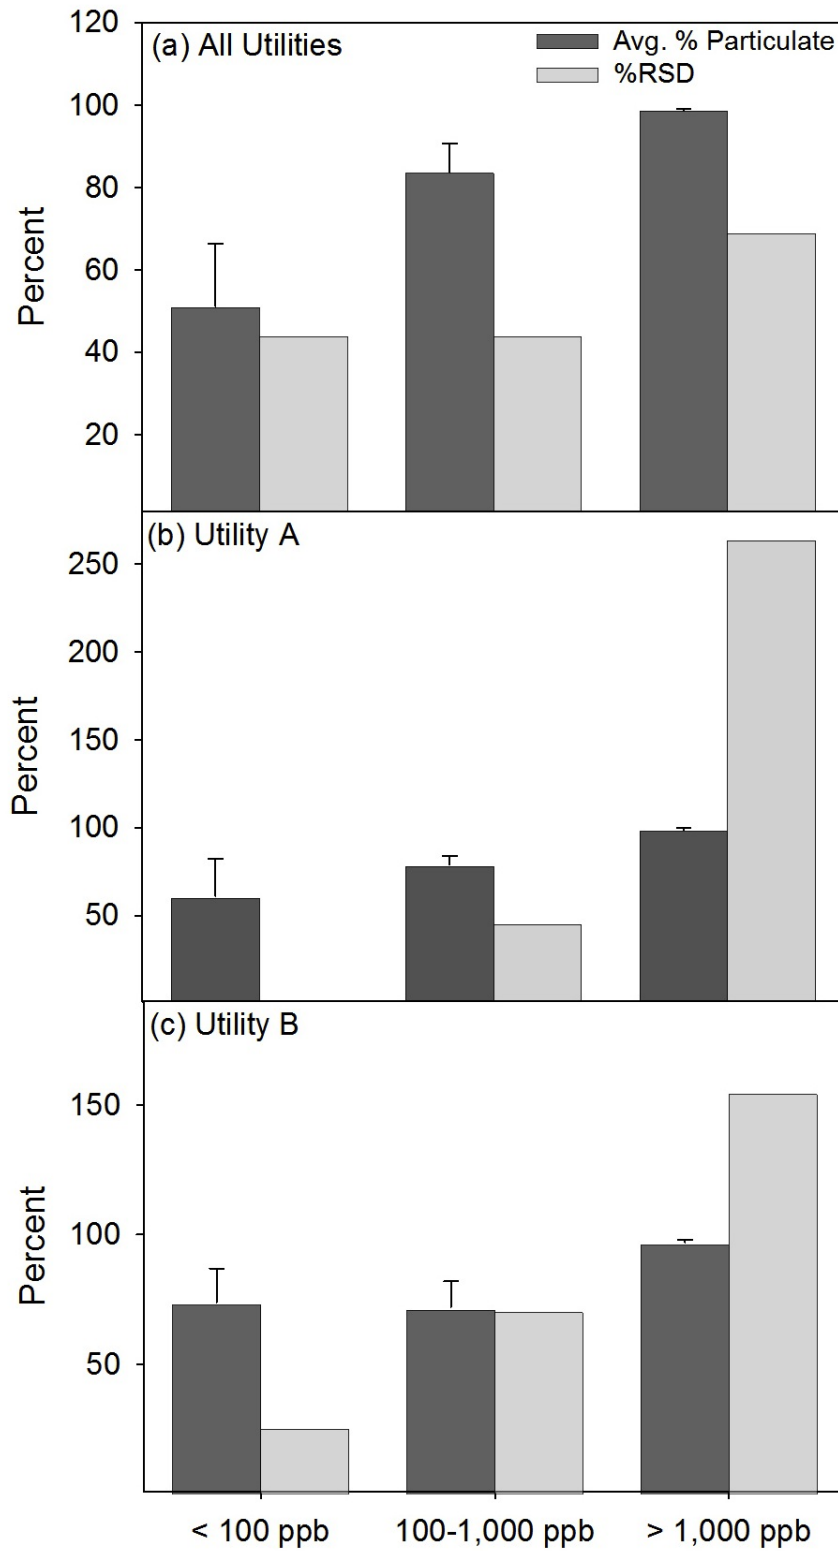 120
(a) All Utilities
Avg. % Particulate
%RSD
100
80
60
40
20
Percent
(b) Utility A
250
200
150
100
50
Percent
(c) Utility B
150
100
50
Percent
< 100 ppb
100-1,000 ppb
> 1,000 ppb